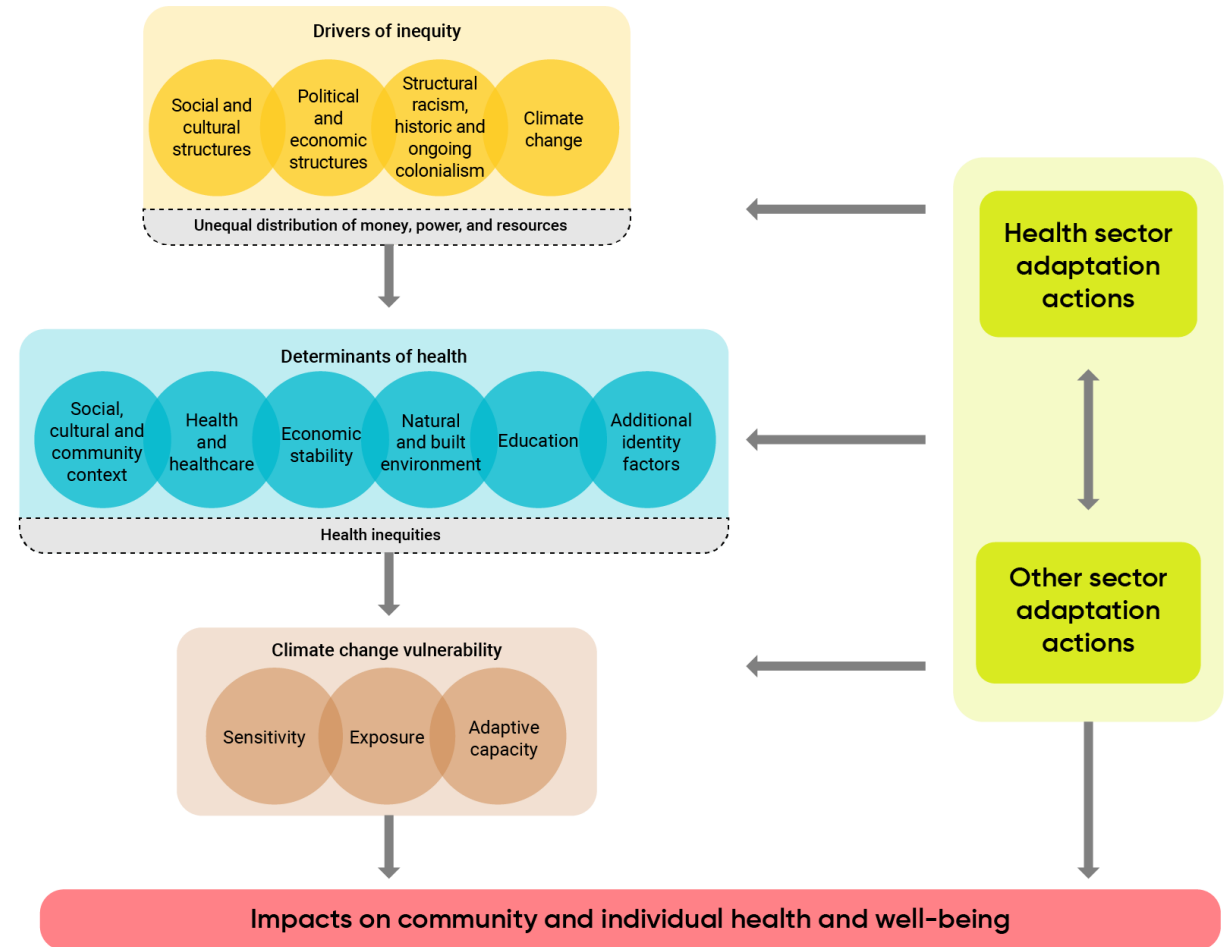 Drivers of inequity
Social and
cultural
structures
Political
and
economic
structures
Structural
racism,
historic and
ongoing
colonialism
Climate
change
Unequal distribution of money, power, and resources
Determinants of health
Social,
cultural and
community
context
Health
and
healthcare
Economic
stability
Natural
and built
environment
Education
Additional
identity
factors
Health inequities
Climate change vulnerability
Sensitivity
Exposure
Adaptive
capacity
Health sector
adaptation
actions
Other sector
adaptation
actions
Impacts on community and individual health and well-being